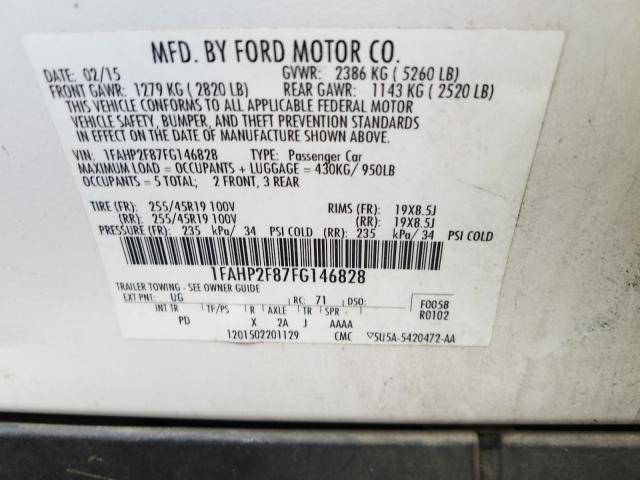 MFD. BY FORD MOTOR CO.
DATE: 02/15 GVWR: 2386 KG ( 5260 LB)
FRONT GAWR: 1279 KG ( 2820 LB) REAR GAWR: 1143 KG ( 2520 LB)
THIS VEHICLE CONFORMS TO ALL APPLICABLE FEDERAL MOTOR
VEHICLE SAFETY, BUMPER, AND THEFT PREVENTION STANDARDS
IN EFFECT ON THE DATE OF MANUFACTURE SHOWN ABOVE.
VIN: 1FAHP2F87FG146828 TYPE: Passenger Car
MAXIMUM LOAD = OCCUPANTS + LUGGAGE = 430KG/ 950LB
OCCUPANTS = 5 TOTAL; 2 FRONT, 3 REAR
TIRE (FR): 255/45R19 100V RIMS (FR): 19X8.5J
(RR): 255/45R19 100V (RR): 19X8.5J
PRESSURE (FR): 235 kPa/ 34 PSI COLD (RR): 235 kPa/ 34 PSI COLD
1FAHP2F87FG146828
TRAILER TOWING - SEE OWNER GUIDE
EXT PNT: UG RC: 71 DSO: F0058
INT TR TP/PS R AXLE TR SPR R0102
PD X 2A J AAAA
1201502201129 CMC ▽5U5A-5420472-AA